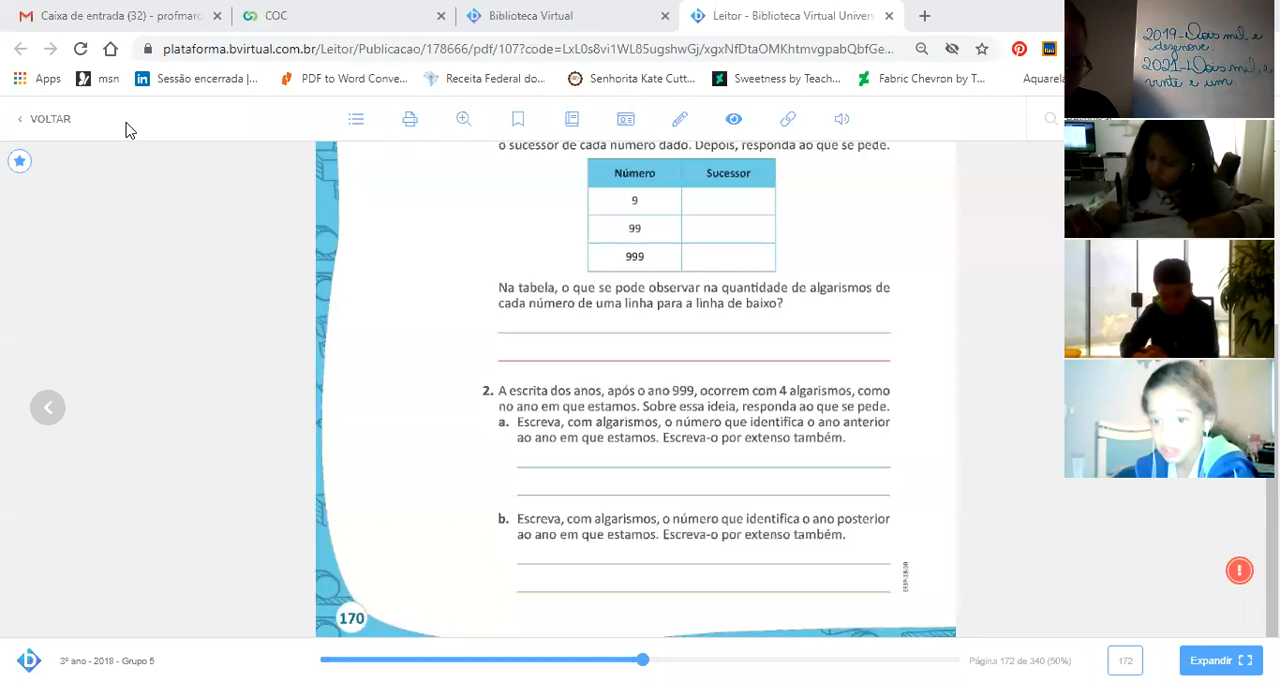 Caixa de entrada (32) - profmarc
COC
Biblioteca Virtual
Leitor - Biblioteca Virtual Univers
plataforma.bvirtual.com.br/Leitor/Publicacao/178666/pdf/107?code=LxL0s8vi1WL85ugshwGj/xgxNfDtaOMKhtmvgpabQbfGe...
Apps
msn
Sessão encerrada |...
PDF to Word Conve...
Receita Federal do...
Senhorita Kate Cutt...
Sweetness by Teach...
Fabric Chevron by T...
Aquarela
2019-Dois mil e
dezenove
2021-Dois mil, e
vinte e um.
VOLTAR
o sucessor de cada número dado. Depois, responda ao que se pede.
Número Sucessor
9
99
999
Na tabela, o que se pode observar na quantidade de algarismos de
cada número de uma linha para a linha de baixo?
2. A escrita dos anos, após o ano 999, ocorrem com 4 algarismos, como
no ano em que estamos. Sobre essa ideia, responda ao que se pede.
a. Escreva, com algarismos, o número que identifica o ano anterior
ao ano em que estamos. Escreva-o por extenso também.
b. Escreva, com algarismos, o número que identifica o ano posterior
ao ano em que estamos. Escreva-o por extenso também.
170
3º ano - 2018 - Grupo 5
Página 172 de 340 (50%)
172
Expandir